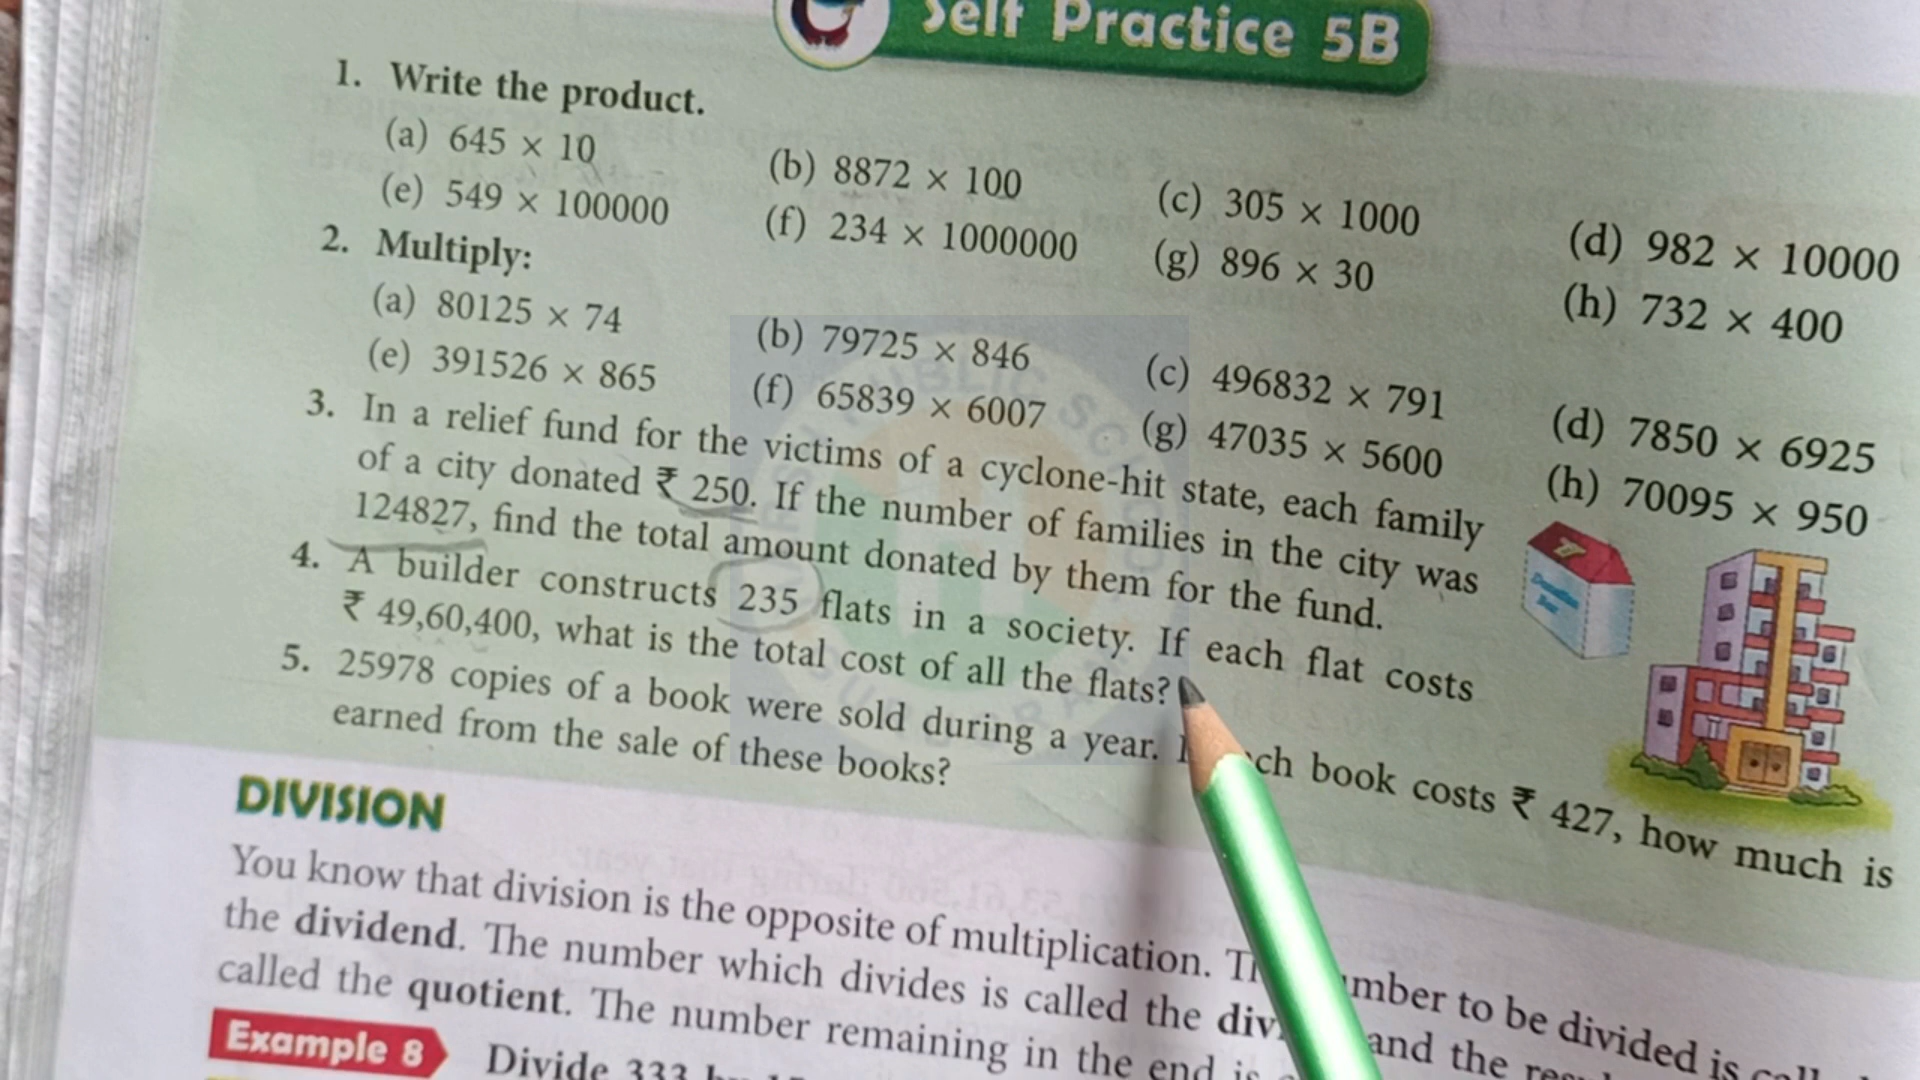 Self Practice 5B
1. Write the product.
(a) 645 × 10 (b) 8872 × 100 (c) 305 × 1000 (d) 982 × 10000
(e) 549 × 100000 (f) 234 × 1000000 (g) 896 × 30 (h) 732 × 400
2. Multiply:
(a) 80125 × 74 (b) 79725 × 846 (c) 496832 × 791 (d) 7850 × 6925
(e) 391526 × 865 (f) 65839 × 6007 (g) 47035 × 5600 (h) 70095 × 950
3. In a relief fund for the victims of a cyclone-hit state, each family
of a city donated ₹ 250. If the number of families in the city was
124827, find the total amount donated by them for the fund.
4. A builder constructs 235 flats in a society. If each flat costs
₹ 49,60,400, what is the total cost of all the flats?
5. 25978 copies of a book were sold during a year. book costs ₹ 427, how much is
earned from the sale of these books?
DIVISION
You know that division is the opposite of multiplication. to be divided is
the dividend. The number which divides is called the and the
called the quotient. The number remaining in the end is
Example 8 Divide 333